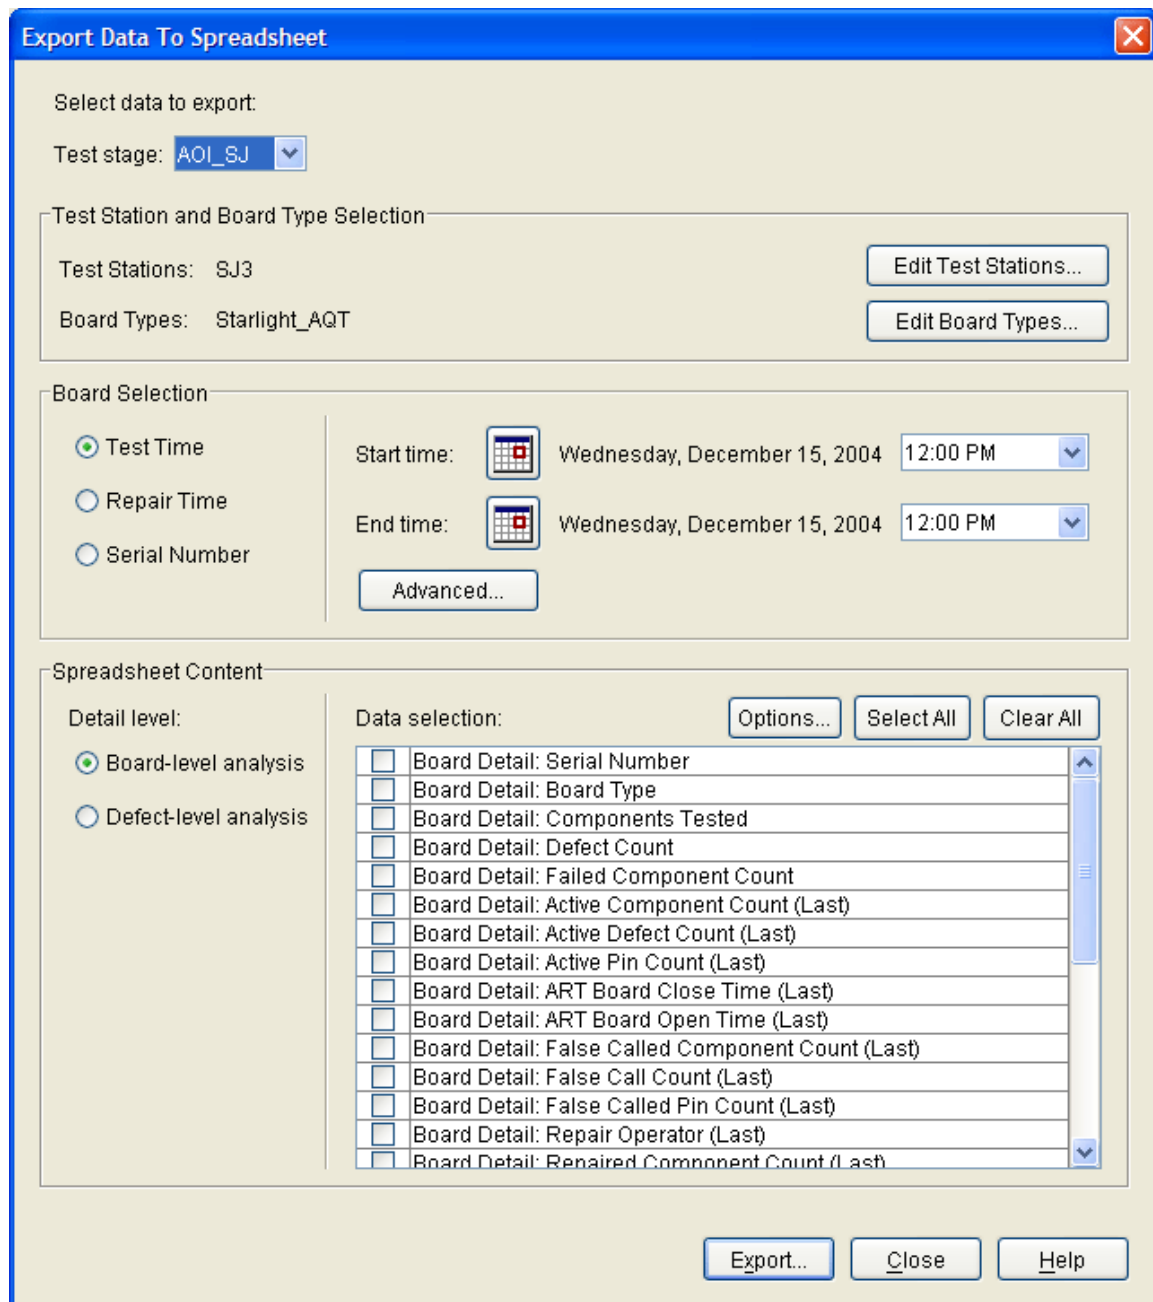 Export Data To Spreadsheet
Select data to export:
Test stage: AOI_SJ
Test Station and Board Type Selection
Test Stations: SJ3 Edit Test Stations...
Board Types: Starlight_AQT Edit Board Types...
Board Selection
Test Time
Repair Time
Serial Number
Start time: Wednesday, December 15, 2004 12:00 PM
End time: Wednesday, December 15, 2004 12:00 PM
Advanced...
Spreadsheet Content
Detail level:
Board-level analysis
Defect-level analysis
Data selection: Options... Select All Clear All
Board Detail: Serial Number
Board Detail: Board Type
Board Detail: Components Tested
Board Detail: Defect Count
Board Detail: Failed Component Count
Board Detail: Active Component Count (Last)
Board Detail: Active Defect Count (Last)
Board Detail: Active Pin Count (Last)
Board Detail: ART Board Close Time (Last)
Board Detail: ART Board Open Time (Last)
Board Detail: False Called Component Count (Last)
Board Detail: False Call Count (Last)
Board Detail: False Called Pin Count (Last)
Board Detail: Repair Operator (Last)
Board Detail: Repaired Component Count (Last)
Export... Close Help